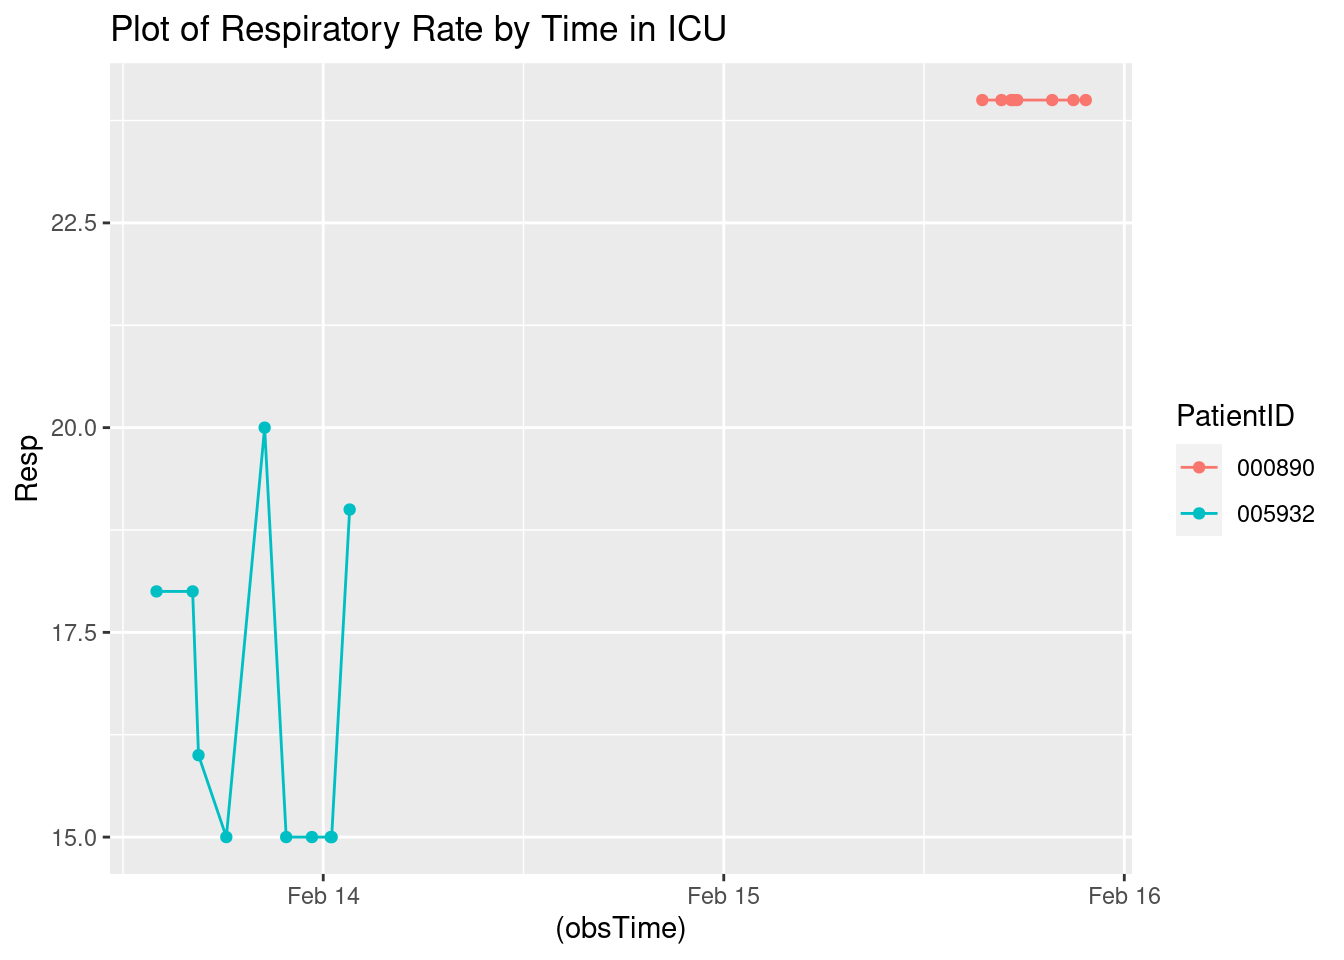 Plot of Respiratory Rate by Time in ICU
22.5
20.0
17.5
15.0
Resp
Feb 14
Feb 15
Feb 16
(obsTime)
PatientID
000890
005932